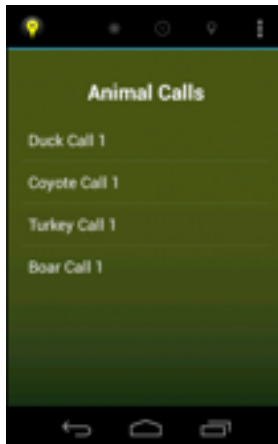 Animal Calls
Duck Call 1
Coyote Call 1
Turkey Call 1
Boar Call 1